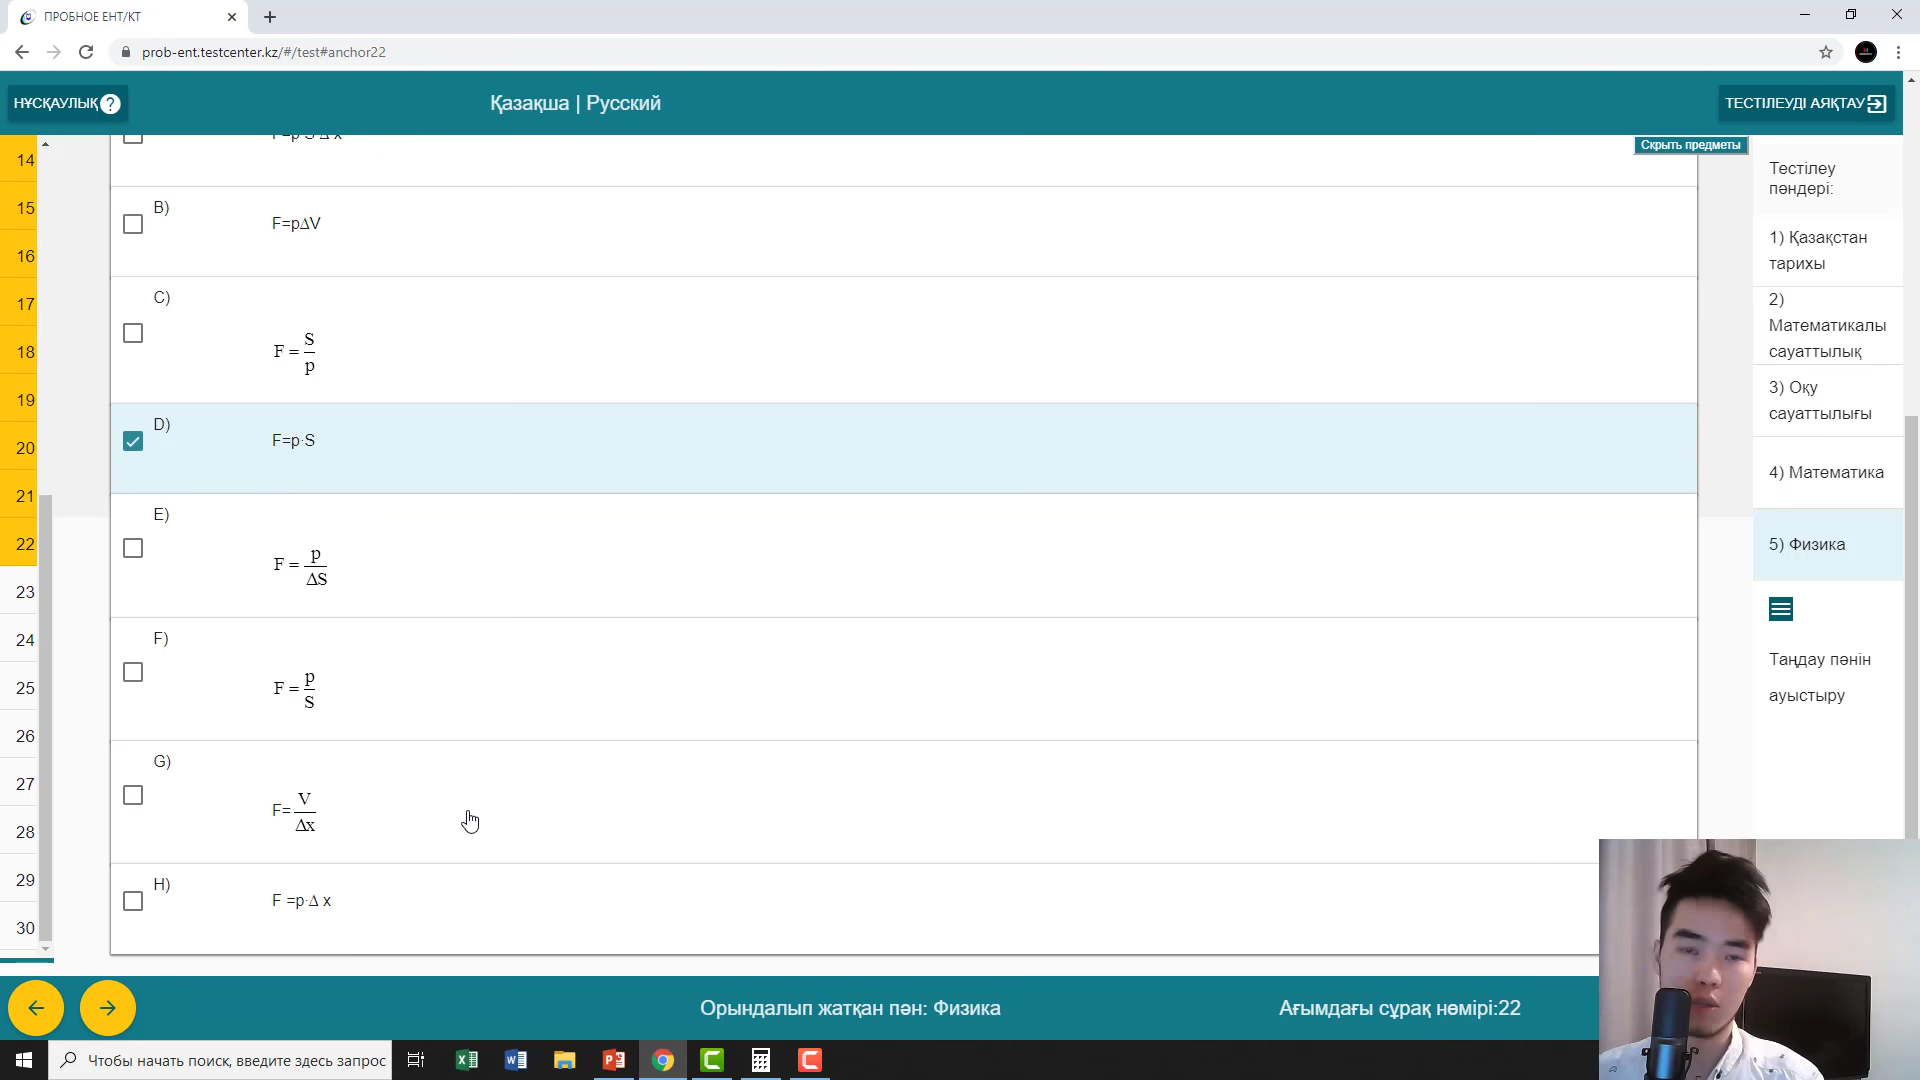 ПРОБНОЕ ЕНТ/КТ
prob-ent.testcenter.kz/#/test#anchor22
НҰСҚАУЛЫҚ ?
Қазақша | Русский
ТЕСТІЛЕУДІ АЯҚТАУ
Скрыть предметы
14
15
16
17
18
19
20
21
22
23
24
25
26
27
28
29
30
F=p·S·Δ x
B)
F=pΔV
C)
F = S/p
D)
F=p·S
E)
F = p/ΔS
F)
F = p/S
G)
F= V/Δx
H)
F =p·Δ x
Тестілеу
пәндері:
1) Қазақстан
тарихы
2)
Математикалы
сауаттылық
3) Оқу
сауаттылығы
4) Математика
5) Физика
Таңдау пәнін
ауыстыру
Орындалып жатқан пән: Физика
Ағымдағы сұрақ нөмірі:22
Чтобы начать поиск, введите здесь запрос